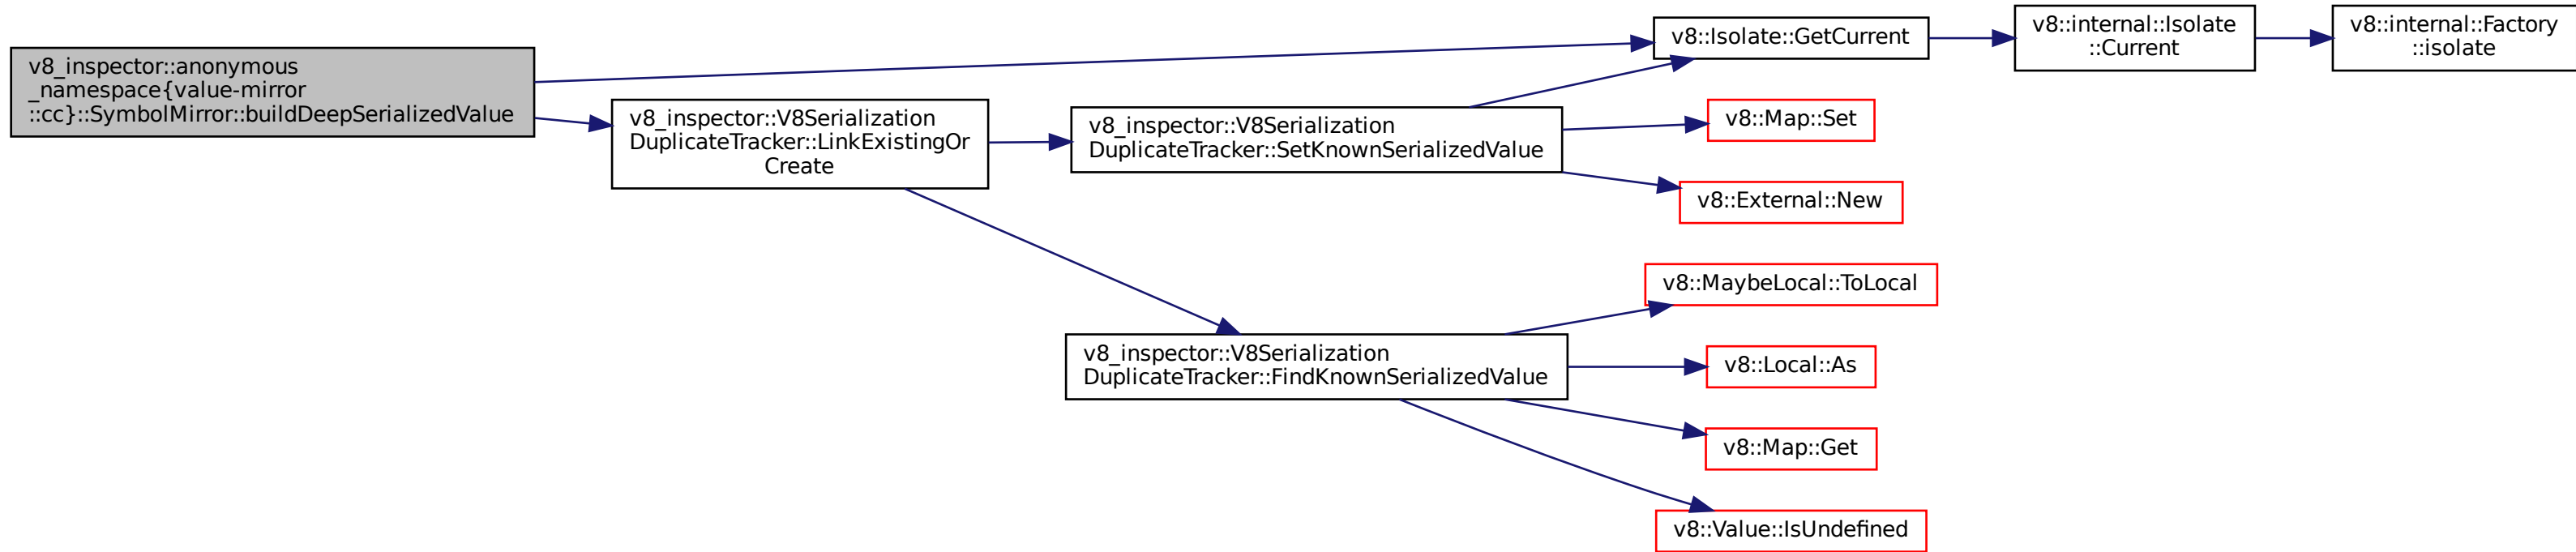 v8_inspector::anonymous
_namespace{value-mirror
::cc}::SymbolMirror::buildDeepSerializedValue
v8_inspector::V8Serialization
DuplicateTracker::LinkExistingOr
Create
v8_inspector::V8Serialization
DuplicateTracker::SetKnownSerializedValue
v8_inspector::V8Serialization
DuplicateTracker::FindKnownSerializedValue
v8::Isolate::GetCurrent
v8::Map::Set
v8::External::New
v8::MaybeLocal::ToLocal
v8::Local::As
v8::Map::Get
v8::Value::IsUndefined
v8::internal::Isolate
::Current
v8::internal::Factory
::isolate